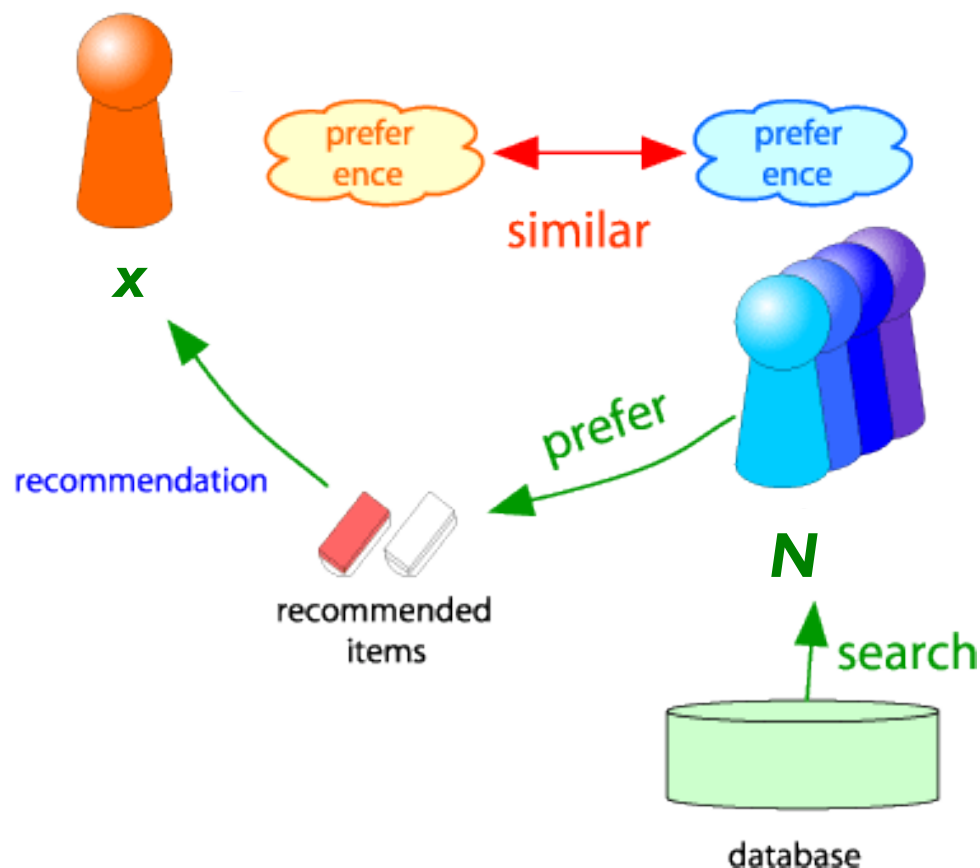 prefer
ence
prefer
ence
similar
x
prefer
recommendation
N
recommended
items
search
database